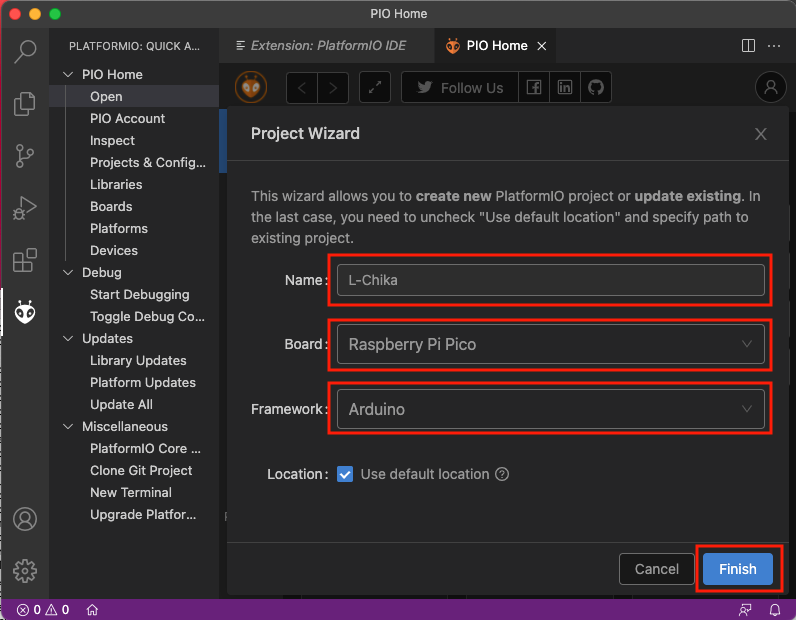 PIO Home
PLATFORMIO: QUICK A...
Extension: PlatformIO IDE
PIO Home
PIO Home
Open
PIO Account
Inspect
Projects & Config...
Libraries
Boards
Platforms
Devices
Debug
Start Debugging
Toggle Debug Co...
Updates
Library Updates
Platform Updates
Update All
Miscellaneous
PlatformIO Core ...
Clone Git Project
New Terminal
Upgrade Platfor...
Follow Us
Project Wizard
This wizard allows you to create new PlatformIO project or update existing. In
the last case, you need to uncheck "Use default location" and specify path to
existing project.
Name: L-Chika
Board: Raspberry Pi Pico
Framework: Arduino
Location: Use default location
Cancel Finish
0 0